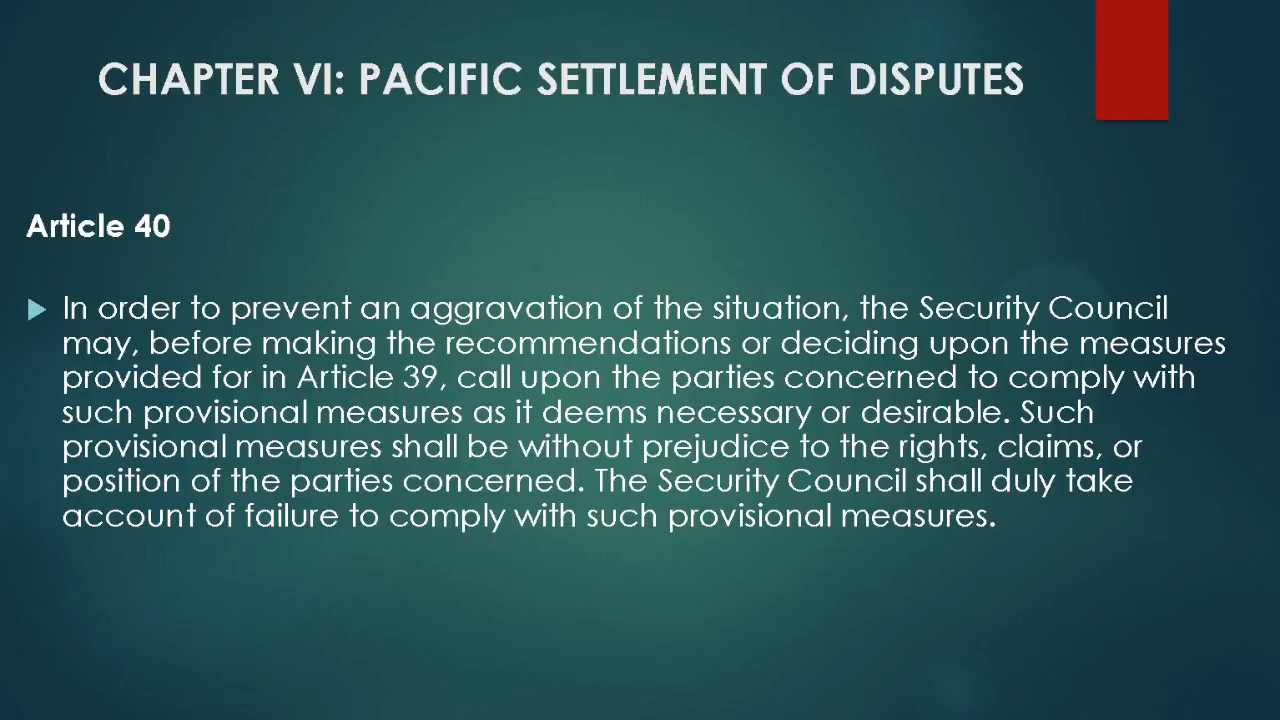 CHAPTER VI: PACIFIC SETTLEMENT OF DISPUTES
Article 40
In order to prevent an aggravation of the situation, the Security Council
may, before making the recommendations or deciding upon the measures
provided for in Article 39, call upon the parties concerned to comply with
such provisional measures as it deems necessary or desirable. Such
provisional measures shall be without prejudice to the rights, claims, or
position of the parties concerned. The Security Council shall duly take
account of failure to comply with such provisional measures.